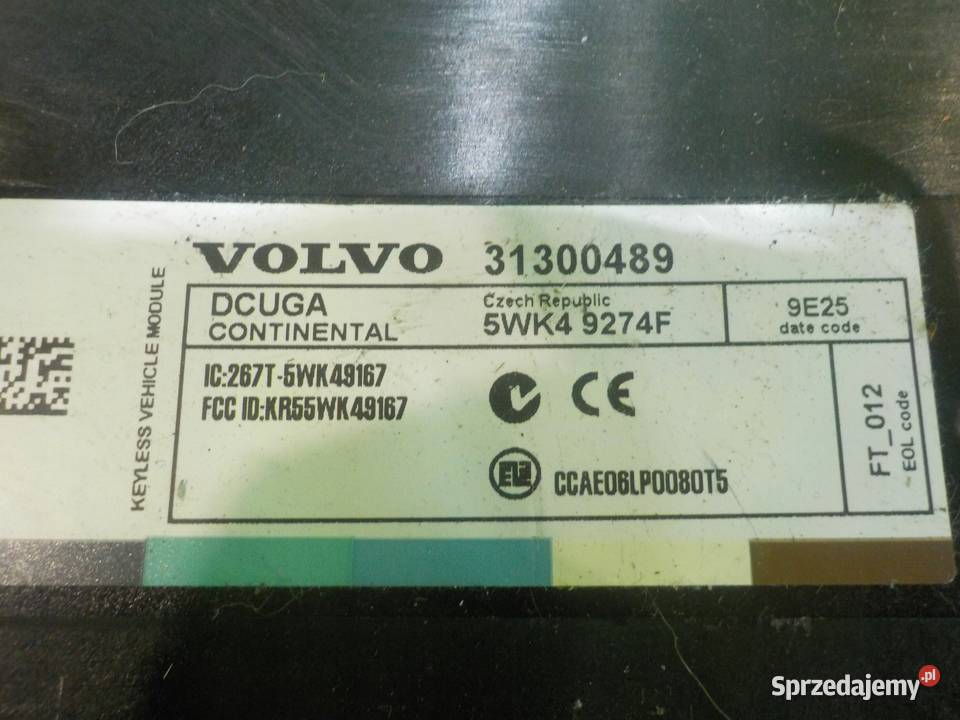 VOLVO 31300489
KEYLESS VEHICLE MODULE
DCUGA
CONTINENTAL
Czech Republic
5WK4 9274F
9E25
date code
IC:267T-5WK49167
FCC ID:KR55WK49167
CE
CCAE06LP0080T5
FT_012
EOL code
Sprzedajemy.pl